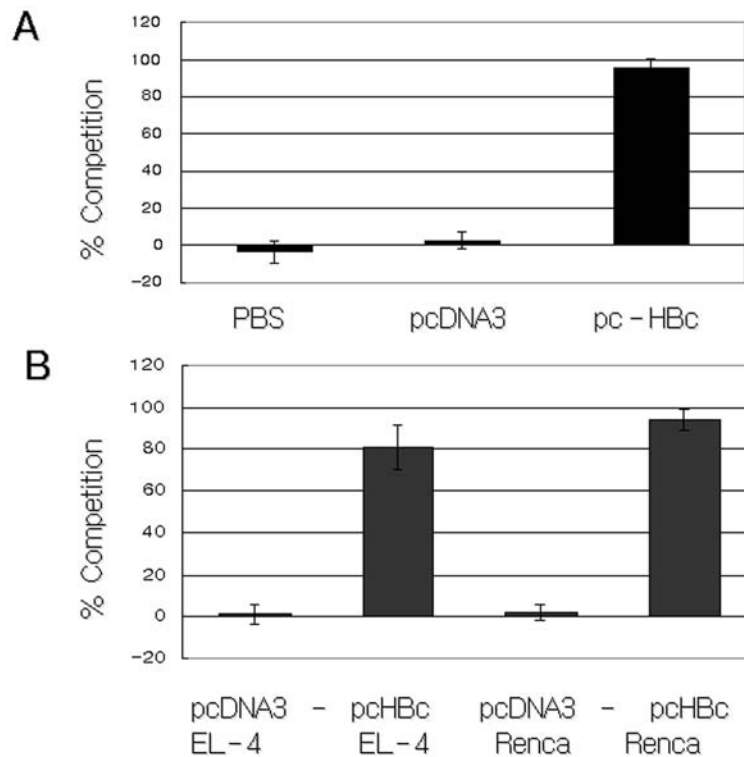 A
% Competition
120
100
80
60
40
20
0
-20
PBS pcDNA3 pc-HBc
B
% Competition
120
100
80
60
40
20
0
-20
pcDNA3 - pcHBc pcDNA3 - pcHBc
EL-4 EL-4 Renca Renca